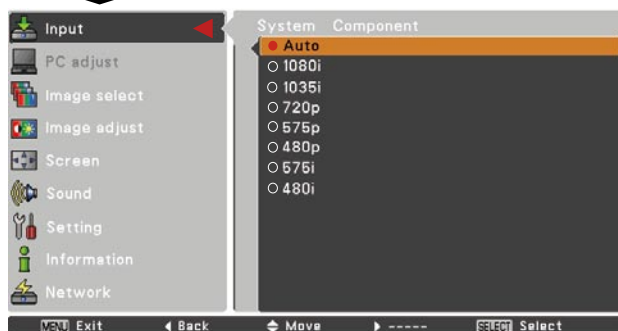 Input
PC adjust
Image select
Image adjust
Screen
Sound
Setting
Information
Network
System Component
Auto
1080i
1035i
720p
575p
480p
575i
480i
MENU Exit Back Move ----- SELECT Select